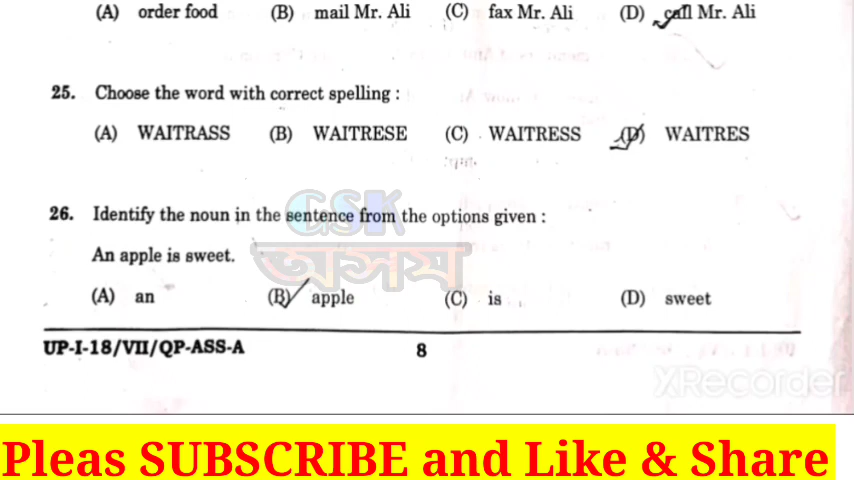 (A) order food (B) mail Mr. Ali (C) fax Mr. Ali (D) call Mr. Ali
25. Choose the word with correct spelling :
(A) WAITRASS (B) WAITRESE (C) WAITRESS (D) WAITRES
26. Identify the noun in the sentence from the options given :
GSK
অসম
An apple is sweet.
(A) an (B) apple (C) is (D) sweet
UP-I-18/VII/QP-ASS-A 8
XRecorder
Pleas SUBSCRIBE and Like & Share